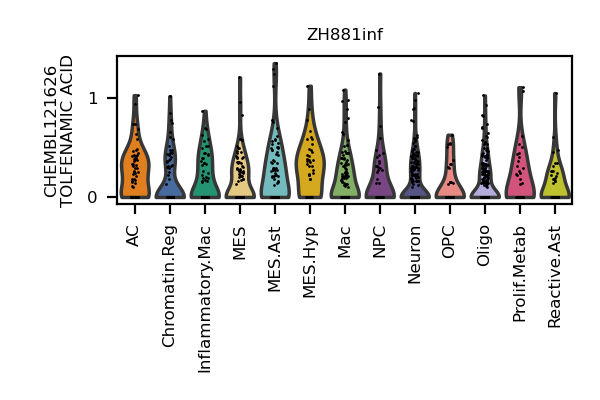 ZH881inf
CHEMBL121626
TOLFENAMIC ACID
1
0
AC
Chromatin.Reg
Inflammatory.Mac
MES
MES.Ast
MES.Hyp
Mac
NPC
Neuron
OPC
Oligo
Prolif.Metab
Reactive.Ast